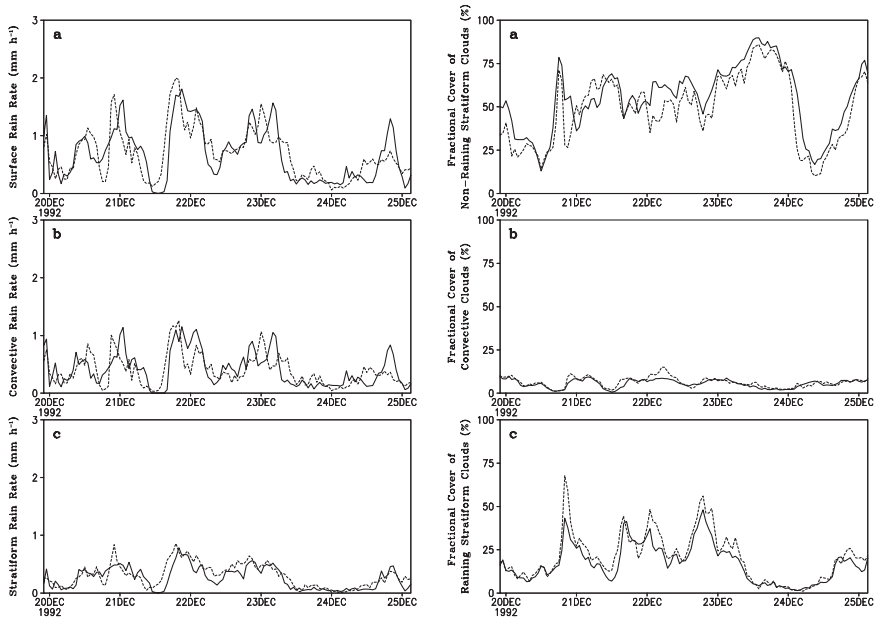 a
Surface Rain Rate (mm h⁻¹)
3
2
1
0
20DEC 21DEC 22DEC 23DEC 24DEC 25DEC
1992
b
Convective Rain Rate (mm h⁻¹)
3
2
1
0
20DEC 21DEC 22DEC 23DEC 24DEC 25DEC
1992
c
Stratiform Rain Rate (mm h⁻¹)
3
2
1
0
20DEC 21DEC 22DEC 23DEC 24DEC 25DEC
1992
a
Fractional Cover of
Non-Raining Stratiform Clouds (%)
100
75
50
25
0
20DEC 21DEC 22DEC 23DEC 24DEC 25DEC
1992
b
Fractional Cover of
Convective Clouds (%)
100
75
50
25
0
20DEC 21DEC 22DEC 23DEC 24DEC 25DEC
1992
c
Fractional Cover of
Raining Stratiform Clouds (%)
100
75
50
25
0
20DEC 21DEC 22DEC 23DEC 24DEC 25DEC
1992